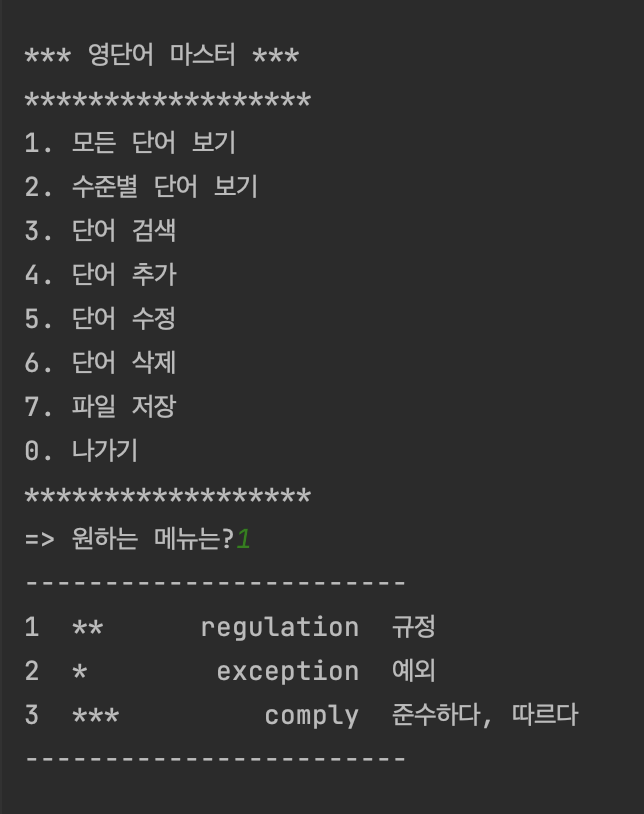 *** 영단어 마스터 ***
******************
1. 모든 단어 보기
2. 수준별 단어 보기
3. 단어 검색
4. 단어 추가
5. 단어 수정
6. 단어 삭제
7. 파일 저장
0. 나가기
******************
=> 원하는 메뉴는?1
------------------------
1  **      regulation  규정
2  *        exception  예외
3  ***         comply  준수하다, 따르다
------------------------